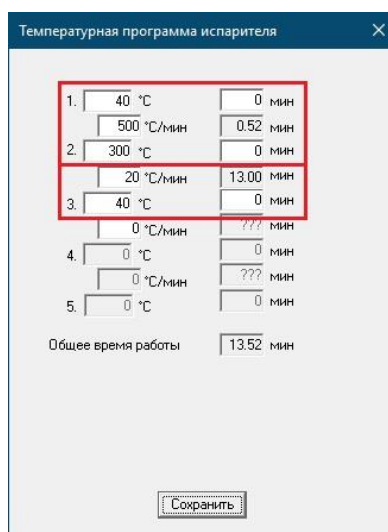 Температурная программа испарителя
1. 40 °C 0 мин
500 °C/мин 0.52 мин
2. 300 °C 0 мин
20 °C/мин 13.00 мин
3. 40 °C 0 мин
0 °C/мин ??? мин
4. 0 °C 0 мин
0 °C/мин ??? мин
5. 0 °C 0 мин
Общее время работы 13.52 мин
Сохранить